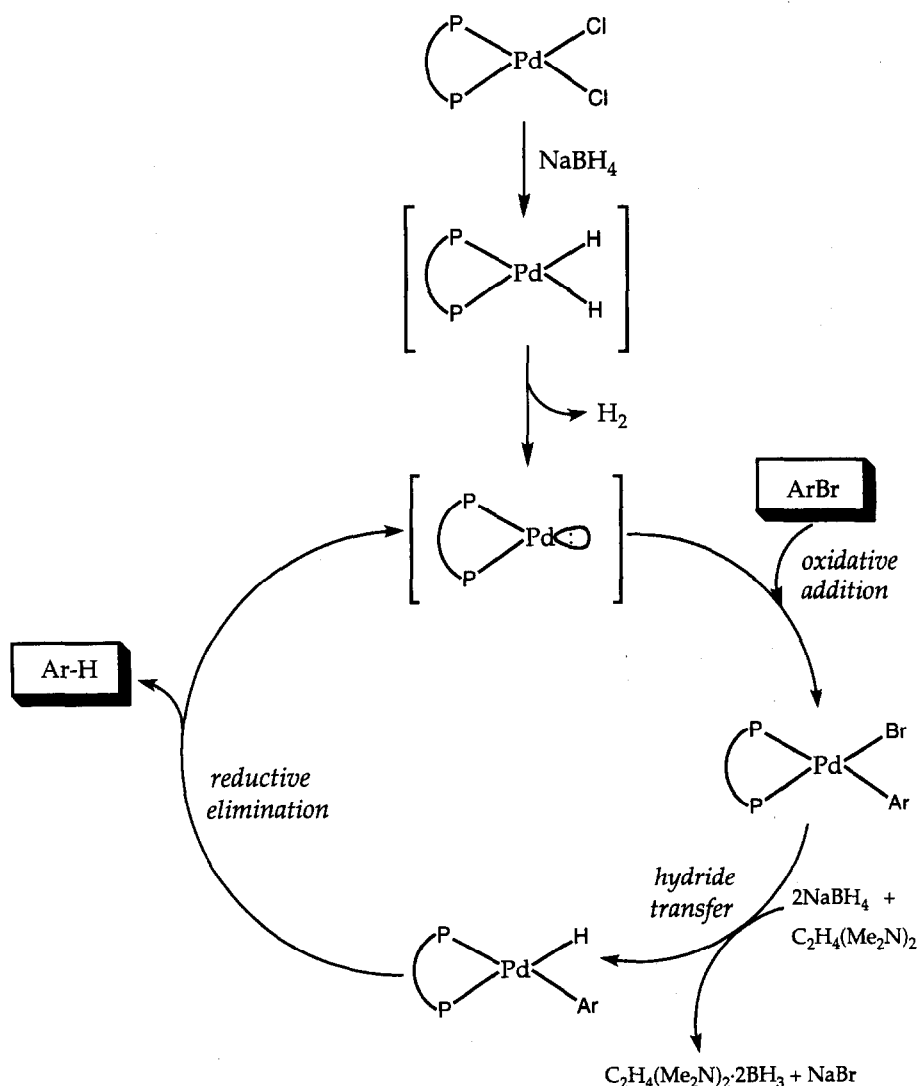 P
Cl
Pd
P
Cl
NaBH₄
P
H
Pd
P
H
H₂
ArBr
P
Pd
:
P
oxidative
addition
Ar-H
P
Br
Pd
P
Ar
reductive
elimination
hydride
transfer
2NaBH₄ +
C₂H₄(Me₂N)₂
P
H
Pd
P
Ar
C₂H₄(Me₂N)₂·2BH₃ + NaBr